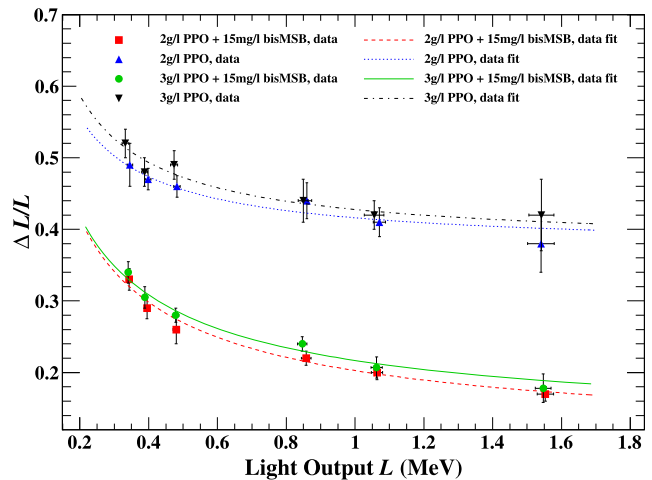 0.7
2g/l PPO + 15mg/l bisMSB, data
2g/l PPO + 15mg/l bisMSB, data fit
2g/l PPO, data
2g/l PPO, data fit
3g/l PPO + 15mg/l bisMSB, data
3g/l PPO + 15mg/l bisMSB, data fit
3g/l PPO, data
3g/l PPO, data fit
0.6
0.5
0.4
0.3
0.2
Δ L/L
0.2 0.4 0.6 0.8 1 1.2 1.4 1.6 1.8
Light Output L (MeV)